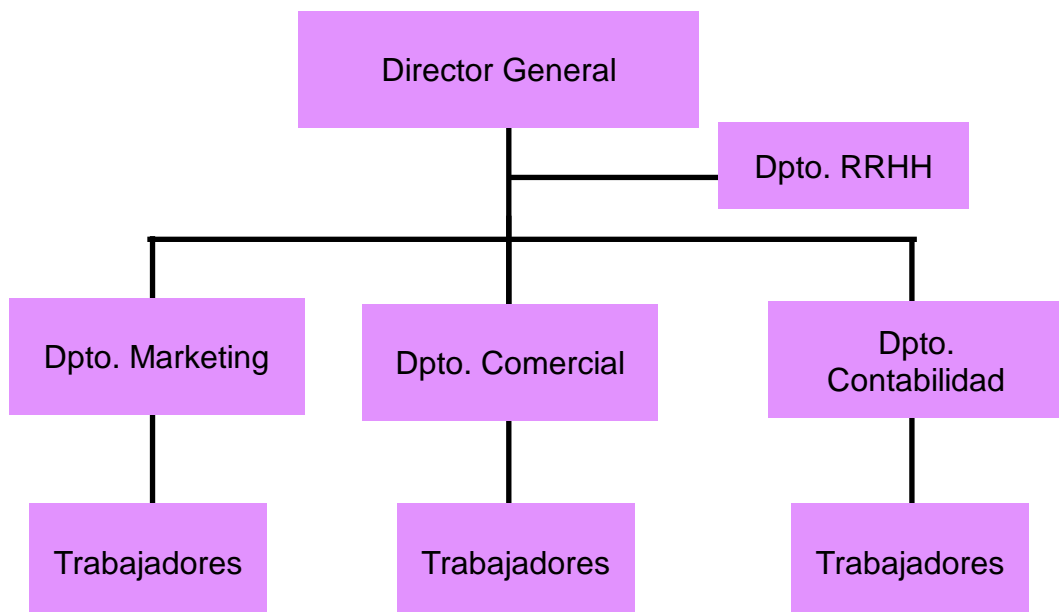 Director General
Dpto. RRHH
Dpto. Marketing
Dpto. Comercial
Dpto.
Contabilidad
Trabajadores
Trabajadores
Trabajadores